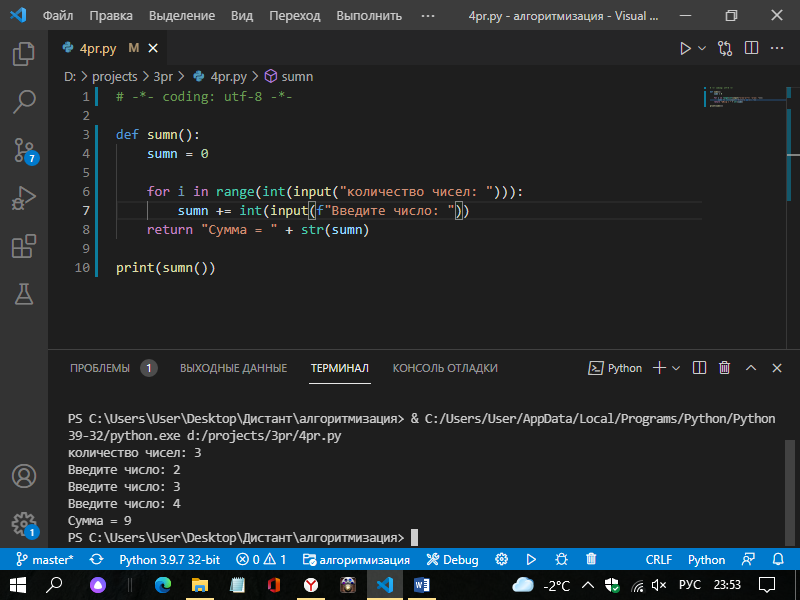 Файл Правка Выделение Вид Переход Выполнить ··· 4pr.py - алгоритмизация - Visual ...
4pr.py M
D: > projects > 3pr > 4pr.py > sumn
1 # -*- coding: utf-8 -*-
2
3 def sumn():
4 sumn = 0
5
6 for i in range(int(input("количество чисел: "))):
7 sumn += int(input(f"Введите число: "))
8 return "Сумма = " + str(sumn)
9
10 print(sumn())
7
ПРОБЛЕМЫ 1 ВЫХОДНЫЕ ДАННЫЕ ТЕРМИНАЛ КОНСОЛЬ ОТЛАДКИ Python
PS C:\Users\User\Desktop\Дистант\алгоритмизация> & C:/Users/User/AppData/Local/Programs/Python/Python
39-32/python.exe d:/projects/3pr/4pr.py
количество чисел: 3
Введите число: 2
Введите число: 3
Введите число: 4
Сумма = 9
PS C:\Users\User\Desktop\Дистант\алгоритмизация>
1
master* Python 3.9.7 32-bit 0 1 алгоритмизация Debug CRLF Python
-2°C РУС 23:53